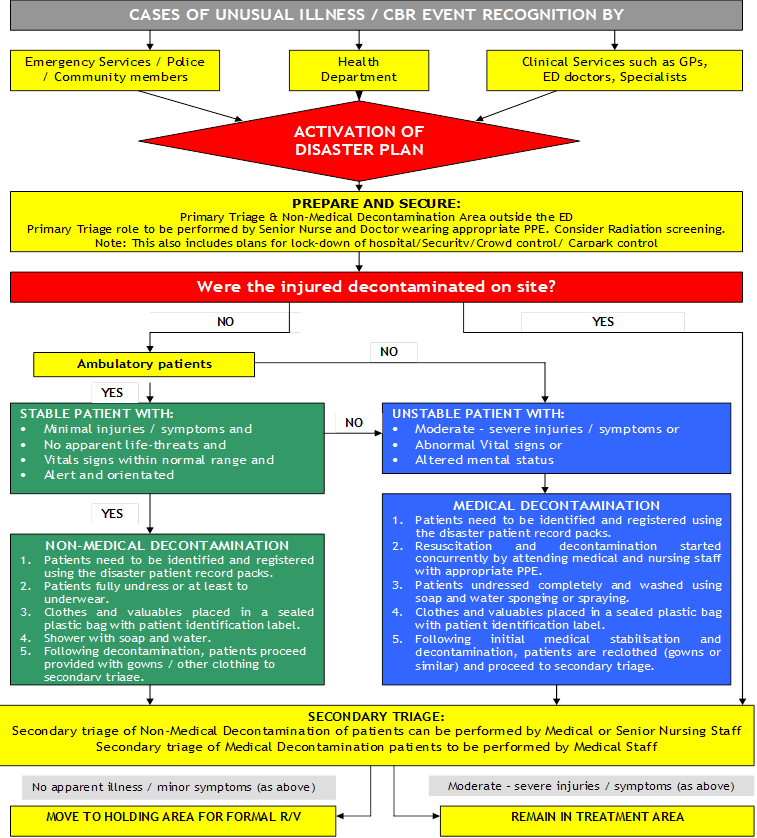 CASES OF UNUSUAL ILLNESS / CBR EVENT RECOGNITION BY
Emergency Services / Police
/ Community members
Health
Department
Clinical Services such as GPs,
ED doctors, Specialists
ACTIVATION OF
DISASTER PLAN
PREPARE AND SECURE:
Primary Triage & Non-Medical Decontamination Area outside the ED
Primary Triage role to be performed by Senior Nurse and Doctor wearing appropriate PPE. Consider Radiation screening.
Note: This also includes plans for lock-down of hospital/Security/Crowd control/ Carpark control
Were the injured decontaminated on site?
NO
YES
Ambulatory patients
NO
YES
STABLE PATIENT WITH:
• Minimal injuries / symptoms and
• No apparent life-threats and
• Vitals signs within normal range and
• Alert and orientated
NO
UNSTABLE PATIENT WITH:
• Moderate - severe injuries / symptoms or
• Abnormal Vital signs or
• Altered mental status
YES
NON-MEDICAL DECONTAMINATION
1. Patients need to be identified and registered
using the disaster patient record packs.
2. Patients fully undress or at least to
underwear.
3. Clothes and valuables placed in a sealed
plastic bag with patient identification label.
4. Shower with soap and water.
5. Following decontamination, patients proceed
provided with gowns / other clothing to
secondary triage.
MEDICAL DECONTAMINATION
1. Patients need to be identified and registered using
the disaster patient record packs.
2. Resuscitation and decontamination started
concurrently by attending medical and nursing staff
with appropriate PPE.
3. Patients undressed completely and washed using
soap and water sponging or spraying.
4. Clothes and valuables placed in a sealed plastic bag
with patient identification label.
5. Following initial medical stabilisation and
decontamination, patients are reclothed (gowns or
similar) and proceed to secondary triage.
SECONDARY TRIAGE:
Secondary triage of Non-Medical Decontamination of patients can be performed by Medical or Senior Nursing Staff
Secondary triage of Medical Decontamination patients to be performed by Medical Staff
No apparent illness / minor symptoms (as above)
Moderate - severe injuries / symptoms (as above)
MOVE TO HOLDING AREA FOR FORMAL R/V
REMAIN IN TREATMENT AREA